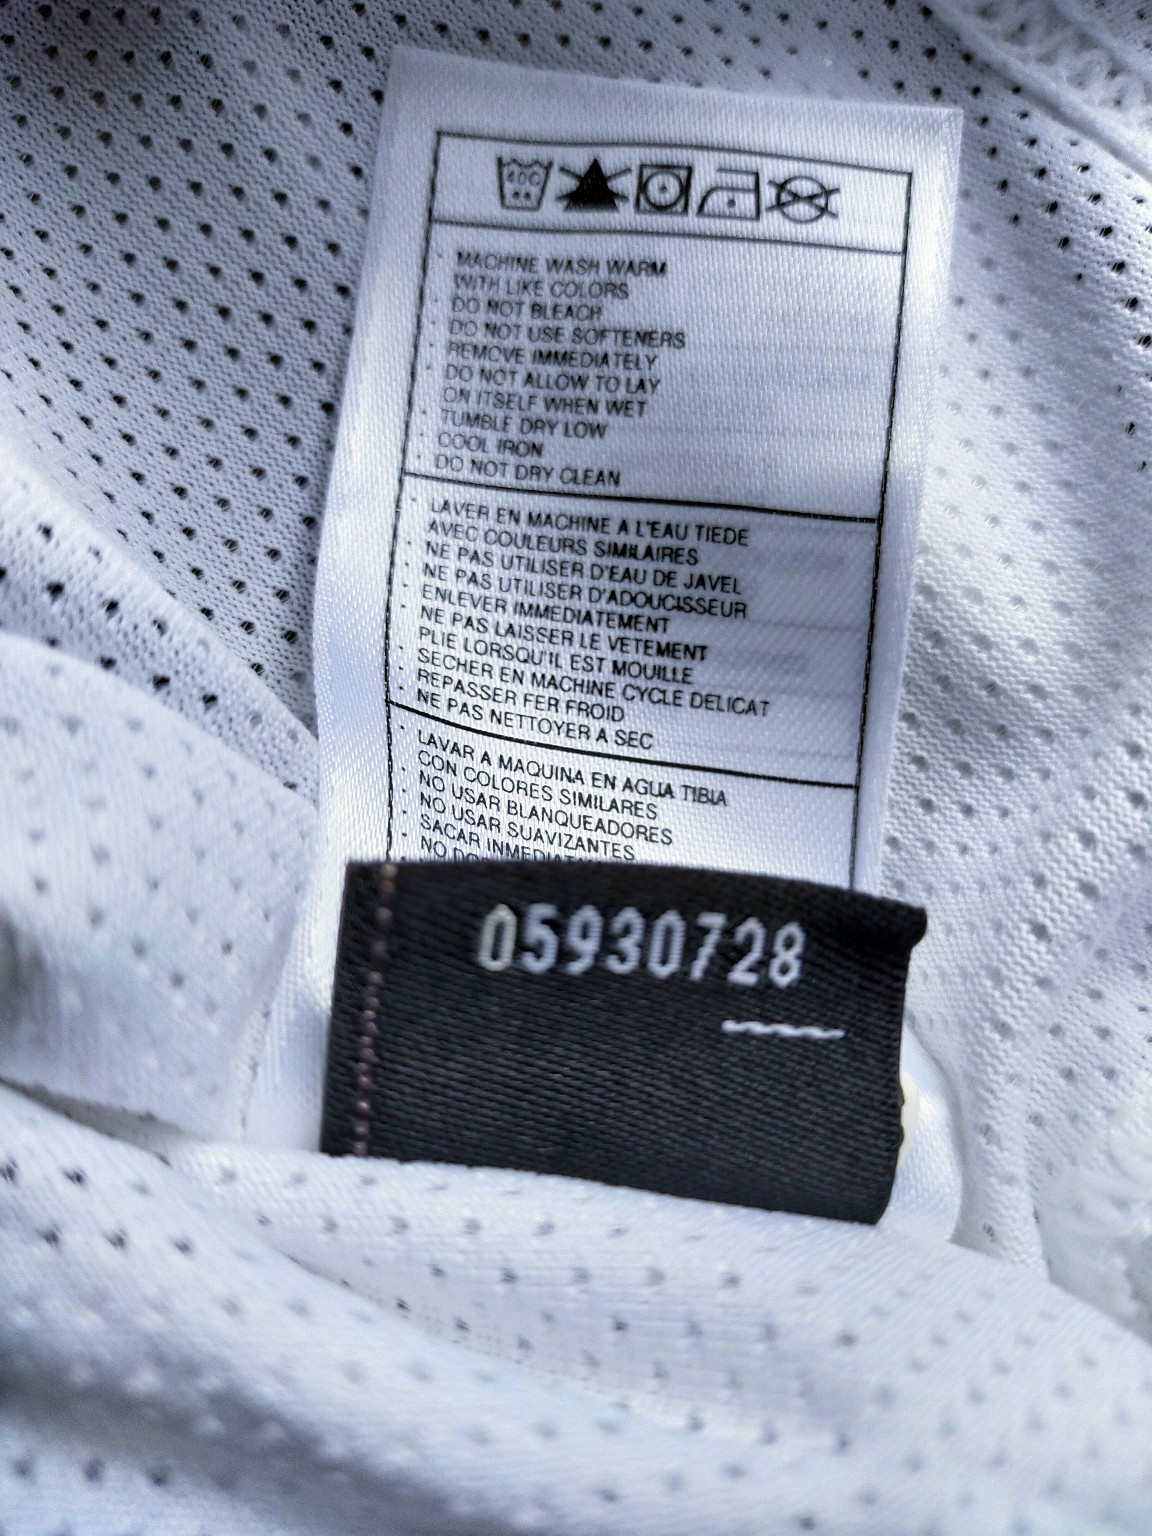 40C
· MACHINE WASH WARM
WITH LIKE COLORS
· DO NOT BLEACH
· DO NOT USE SOFTENERS
· REMOVE IMMEDIATELY
· DO NOT ALLOW TO LAY
ON ITSELF WHEN WET
· TUMBLE DRY LOW
· COOL IRON
· DO NOT DRY CLEAN
· LAVER EN MACHINE A L'EAU TIEDE
AVEC COULEURS SIMILAIRES
· NE PAS UTILISER D'EAU DE JAVEL
· NE PAS UTILISER D'ADOUCISSEUR
· ENLEVER IMMEDIATEMENT
· NE PAS LAISSER LE VETEMENT
PLIE LORSQU'IL EST MOUILLE
· SECHER EN MACHINE CYCLE DELICAT
· REPASSER FER FROID
· NE PAS NETTOYER A SEC
· LAVAR A MAQUINA EN AGUA TIBIA
CON COLORES SIMILARES
· NO USAR BLANQUEADORES
· NO USAR SUAVIZANTES
· SACAR
· NO
05930728